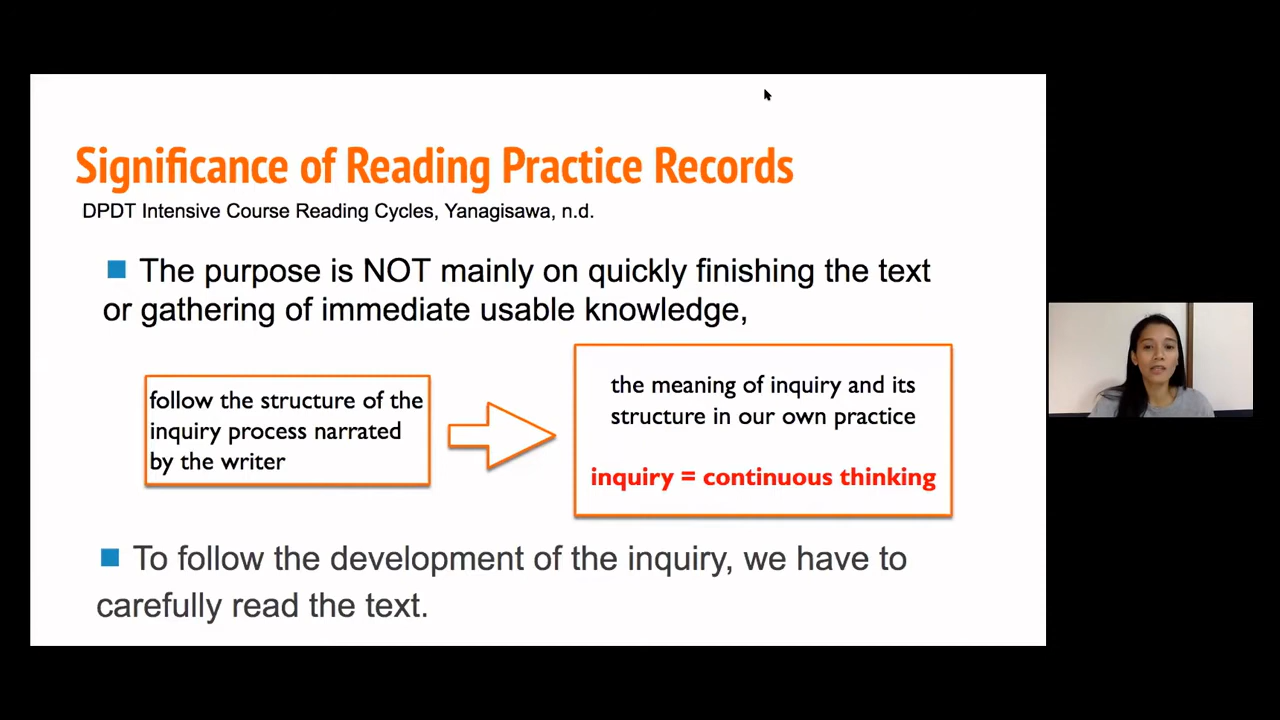 Significance of Reading Practice Records
DPDT Intensive Course Reading Cycles, Yanagisawa, n.d.
The purpose is NOT mainly on quickly finishing the text
or gathering of immediate usable knowledge,
follow the structure of the
inquiry process narrated
by the writer
the meaning of inquiry and its
structure in our own practice
inquiry = continuous thinking
To follow the development of the inquiry, we have to
carefully read the text.